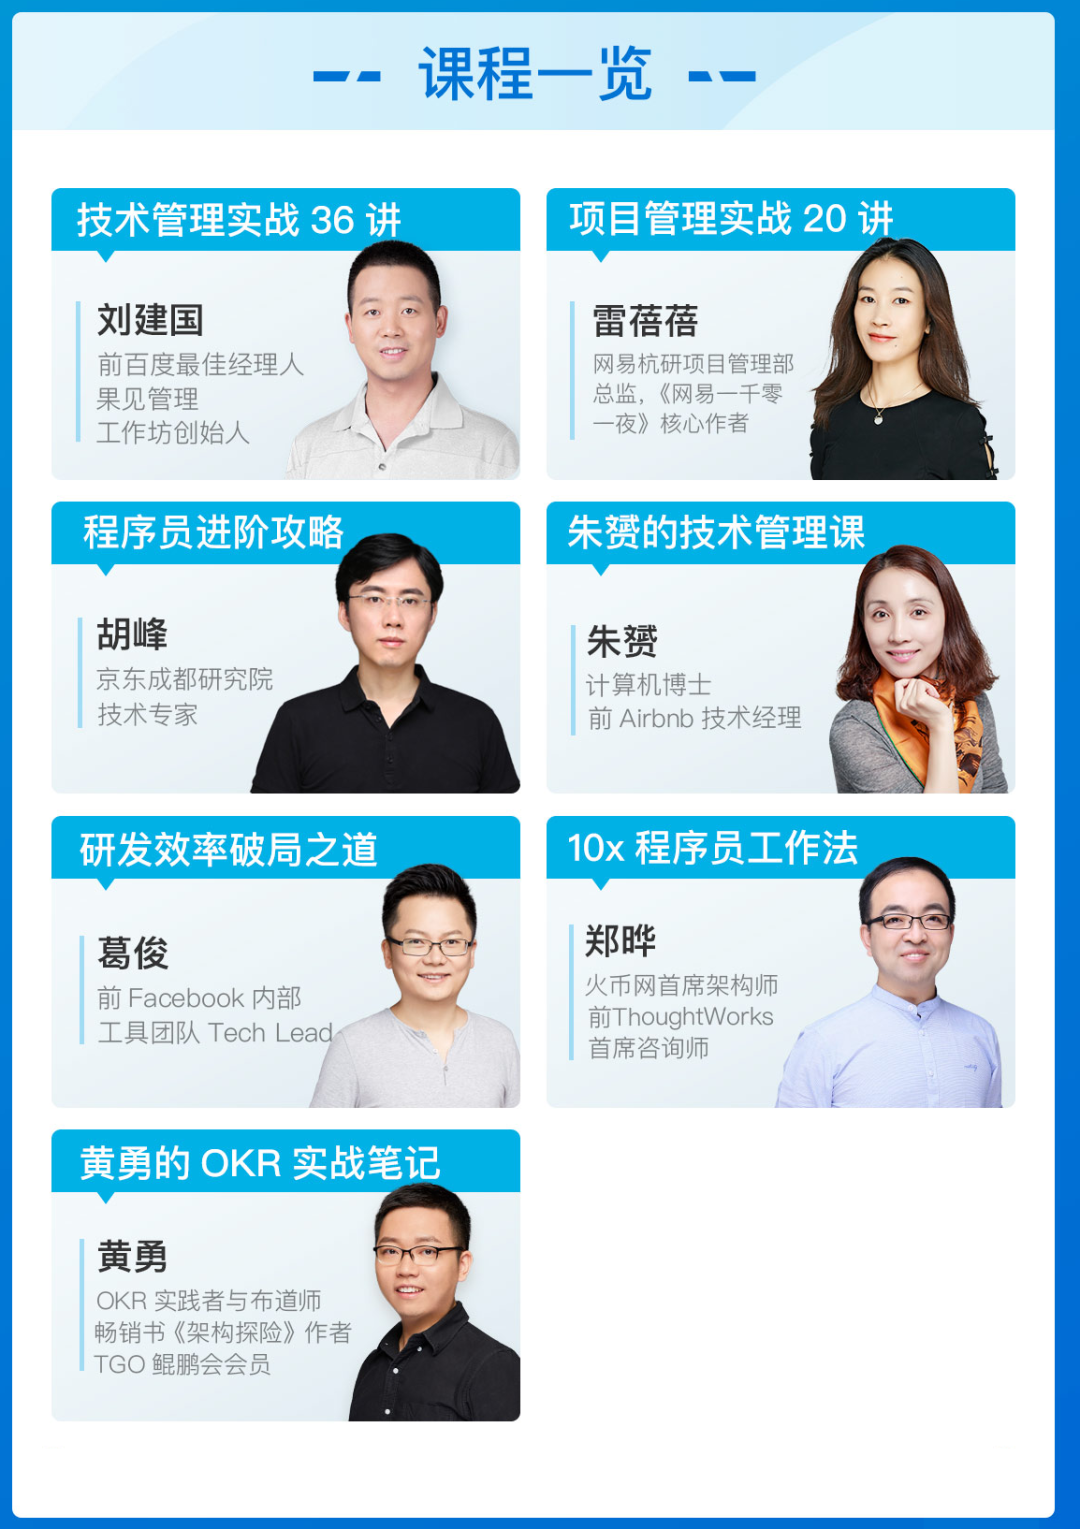 课程一览
技术管理实战 36 讲
刘建国
前百度最佳经理人
果见管理
工作坊创始人
项目管理实战 20 讲
雷蓓蓓
网易杭研项目管理部
总监，《网易一千零
一夜》核心作者
程序员进阶攻略
胡峰
京东成都研究院
技术专家
朱赟的技术管理课
朱赟
计算机博士
前 Airbnb 技术经理
研发效率破局之道
葛俊
前 Facebook 内部
工具团队 Tech Lead
10x 程序员工作法
郑晔
火币网首席架构师
前ThoughtWorks
首席咨询师
黄勇的 OKR 实战笔记
黄勇
OKR 实践者与布道师
畅销书《架构探险》作者
TGO 鲲鹏会会员